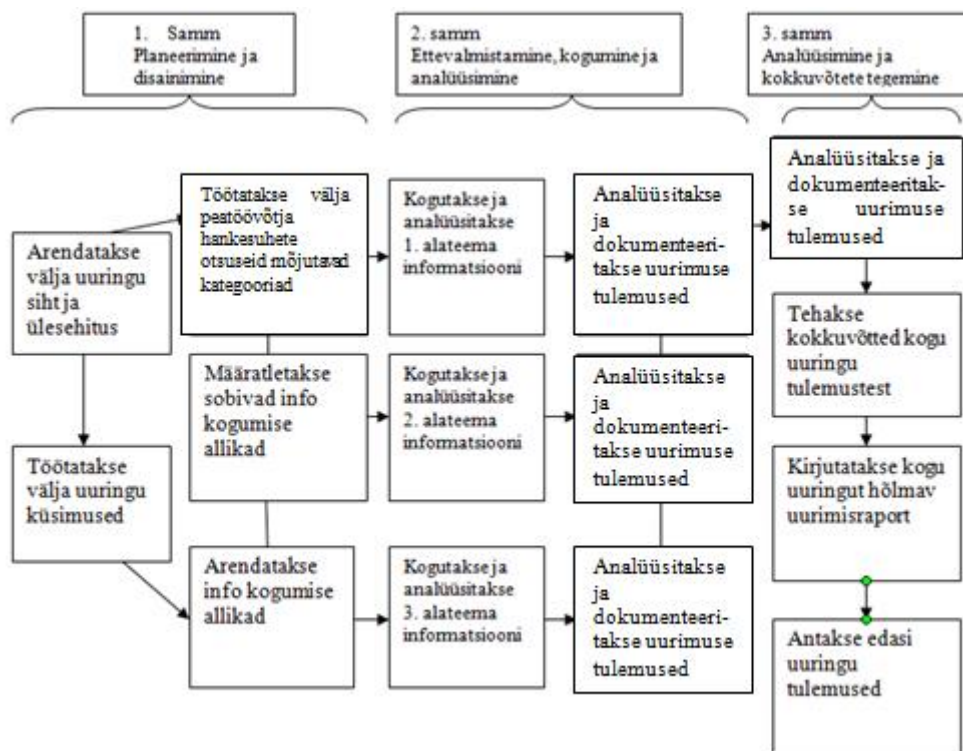 1. Samm
Planeerimine ja
disainimine
2. samm
Ettevalmistamine, kogumine ja
analüüsimine
3. samm
Analüüsimine ja
kokkuvõtete tegemine
Arendatakse
välja uuringu
siht ja
ülesehitus
Töötatakse
välja uuringu
küsimused
Töötatakse välja
peatöövõtja
hankesuhete
otsuseid mõjutavad
kategooriad
Määratletakse
sobivad info
kogumise
allikad
Arendatakse
info kogumise
allikad
Kogutakse ja
analüüsitakse
1. alateema
informatsiooni
Kogutakse ja
analüüsitakse
2. alateema
informatsiooni
Kogutakse ja
analüüsitakse
3. alateema
informatsiooni
Analüüsitakse
ja
dokumenteeri-
takse uurimuse
tulemused
Analüüsitakse
ja
dokumenteeri-
takse uurimuse
tulemused
Analüüsitakse
ja
dokumenteeri-
takse uurimuse
tulemused
Analüüsitakse ja
dokumenteeritak-
se uurimuse
tulemused
Tehakse
kokkuvõtted kogu
uuringu
tulemustest
Kirjutatakse kogu
uuringut hõlmav
uurimisraport
Antakse edasi
uuringu
tulemused